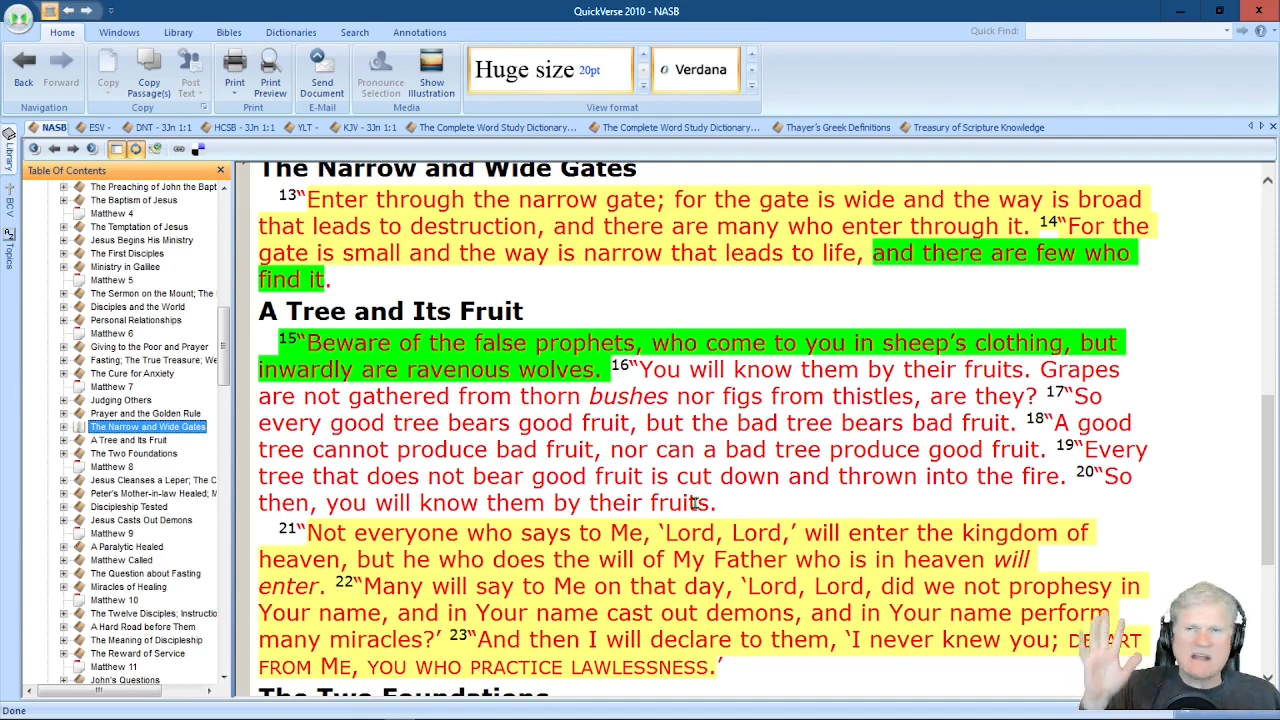 QuickVerse 2010 - NASB
Home Windows Library Bibles Dictionaries Search Annotations Quick Find:
Back Forward Copy Copy Passage(s) Post Text Print Print Preview Send Document Pronounce Selection Show Illustration Huge size 20pt Verdana
Navigation Copy Print E-Mail Media View format
NASB ESV - DNT - 3Jn 1:1 HCSB - 3Jn 1:1 YLT - KJV - 3Jn 1:1 The Complete Word Study Dictionary... The Complete Word Study Dictionary... Thayer's Greek Definitions Treasury of Scripture Knowledge
Library
BCV
Topics
Table Of Contents
The Preaching of John the Bapt
The Baptism of Jesus
Matthew 4
The Temptation of Jesus
Jesus Begins His Ministry
The First Disciples
Ministry in Galilee
Matthew 5
The Sermon on the Mount; The
Disciples and the World
Personal Relationships
Matthew 6
Giving to the Poor and Prayer
Fasting; The True Treasure; We
The Cure for Anxiety
Matthew 7
Judging Others
Prayer and the Golden Rule
The Narrow and Wide Gates
A Tree and Its Fruit
The Two Foundations
Matthew 8
Jesus Cleanses a Leper; The C
Peter's Mother-in-law Healed; M
Discipleship Tested
Jesus Casts Out Demons
Matthew 9
A Paralytic Healed
Matthew Called
The Question about Fasting
Miracles of Healing
Matthew 10
The Twelve Disciples; Instructio
A Hard Road before Them
The Meaning of Discipleship
The Reward of Service
Matthew 11
John's Questions
The Narrow and Wide Gates
13“Enter through the narrow gate; for the gate is wide and the way is broad
that leads to destruction, and there are many who enter through it. 14“For the
gate is small and the way is narrow that leads to life, and there are few who
find it.
A Tree and Its Fruit
15“Beware of the false prophets, who come to you in sheep’s clothing, but
inwardly are ravenous wolves. 16“You will know them by their fruits. Grapes
are not gathered from thorn bushes nor figs from thistles, are they? 17“So
every good tree bears good fruit, but the bad tree bears bad fruit. 18“A good
tree cannot produce bad fruit, nor can a bad tree produce good fruit. 19“Every
tree that does not bear good fruit is cut down and thrown into the fire. 20“So
then, you will know them by their fruits.
21“Not everyone who says to Me, ‘Lord, Lord,’ will enter the kingdom of
heaven, but he who does the will of My Father who is in heaven will
enter. 22“Many will say to Me on that day, ‘Lord, Lord, did we not prophesy in
Your name, and in Your name cast out demons, and in Your name perform
many miracles?’ 23“And then I will declare to them, ‘I never knew you; DEPART
FROM ME, YOU WHO PRACTICE LAWLESSNESS.’
The Two Foundations
Done